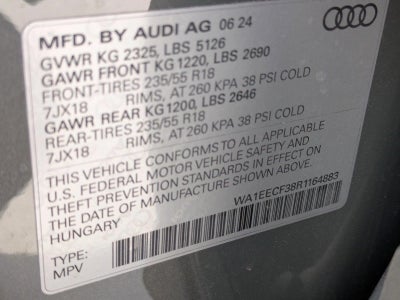 MFD. BY AUDI AG 06 24
GVWR KG 2325, LBS 5126
GAWR FRONT KG 1220, LBS 2690
FRONT-TIRES 235/55 R18
7JX18 RIMS, AT 260 KPA 38 PSI COLD
GAWR REAR KG1200, LBS 2646
REAR-TIRES 235/55 R18
7JX18 RIMS, AT 260 KPA 38 PSI COLD
THIS VEHICLE CONFORMS TO ALL APPLICABLE
U.S. FEDERAL MOTOR VEHICLE SAFETY AND
THEFT PREVENTION STANDARDS IN EFFECT ON
THE DATE OF MANUFACTURE SHOWN ABOVE.
HUNGARY
WA1EECF38R1164883
TYPE:
MPV